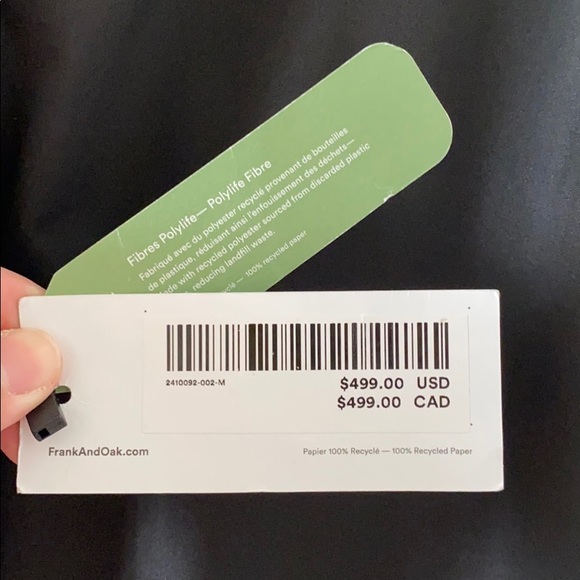 Fibres Polylife— Polylife Fibre
Fabriqué avec du polyester recyclé provenant de bouteilles
de plastique, réduisant ainsi l'enfouissement des déchets—
with recycled polyester sourced from discarded plastic
reducing landfill waste.
— 100% recycled paper
2410092-002-M
$499.00 USD
$499.00 CAD
FrankAndOak.com
Papier 100% Recyclé — 100% Recycled Paper